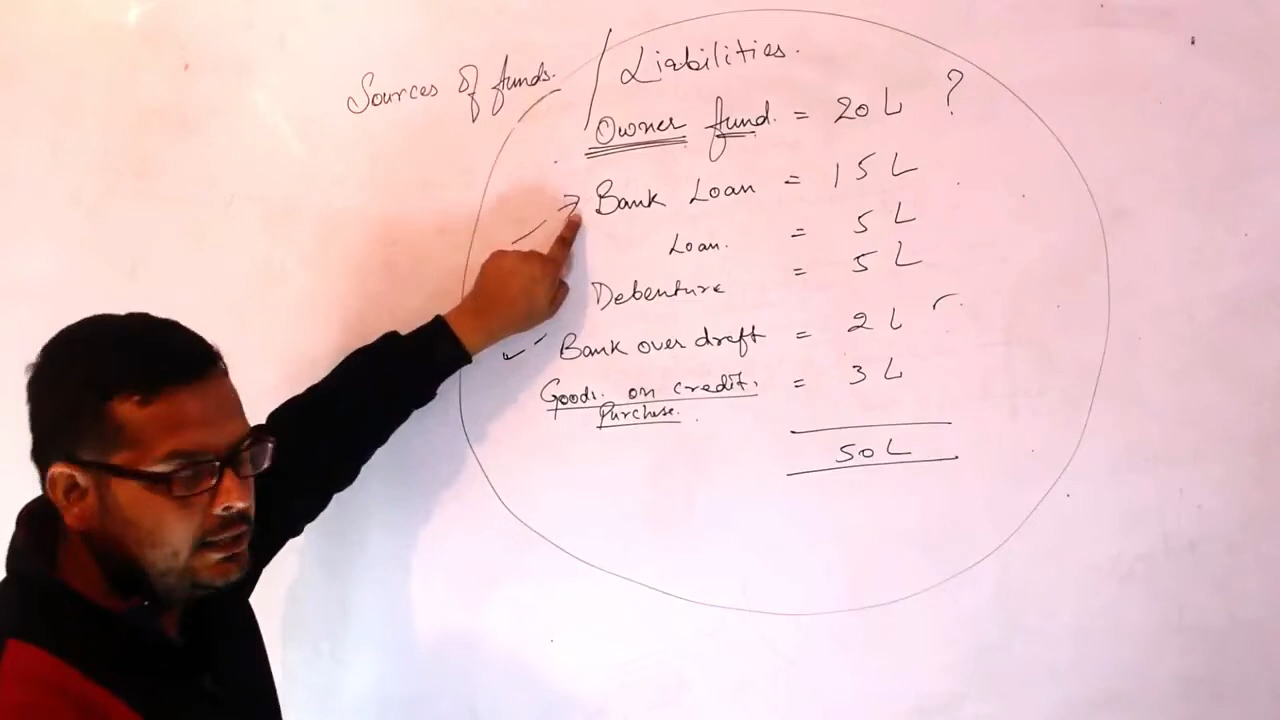 Sources of funds. / Liabilities.
Owner fund. = 20 L ?
Bank Loan = 15 L
Loan. = 5 L
Debenture = 5 L
Bank over draft = 2 L
Goods. on credit. = 3 L
Purchase.
50 L